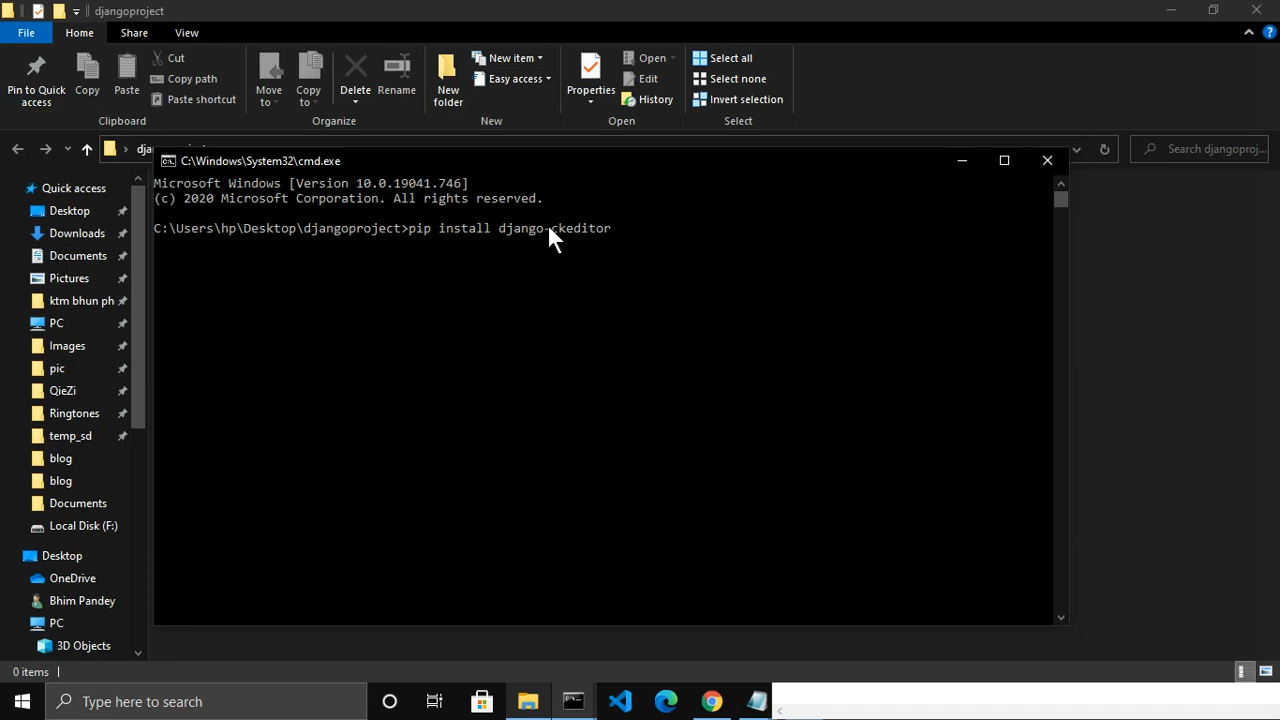 djangoproject
File
Home
Share
View
Pin to Quick access
Copy
Paste
Cut
Copy path
Paste shortcut
Clipboard
Move to
Copy to
Delete
Rename
Organize
New folder
New item
Easy access
New
Properties
Open
Edit
History
Open
Select all
Select none
Invert selection
Select
Search djangoproj...
C:\Windows\System32\cmd.exe
Microsoft Windows [Version 10.0.19041.746]
(c) 2020 Microsoft Corporation. All rights reserved.
C:\Users\hp\Desktop\djangoproject>pip install django-ckeditor
Quick access
Desktop
Downloads
Documents
Pictures
ktm bhun ph
PC
Images
pic
QieZi
Ringtones
temp_sd
blog
blog
Documents
Local Disk (F:)
Desktop
OneDrive
Bhim Pandey
PC
3D Objects
0 items
Type here to search